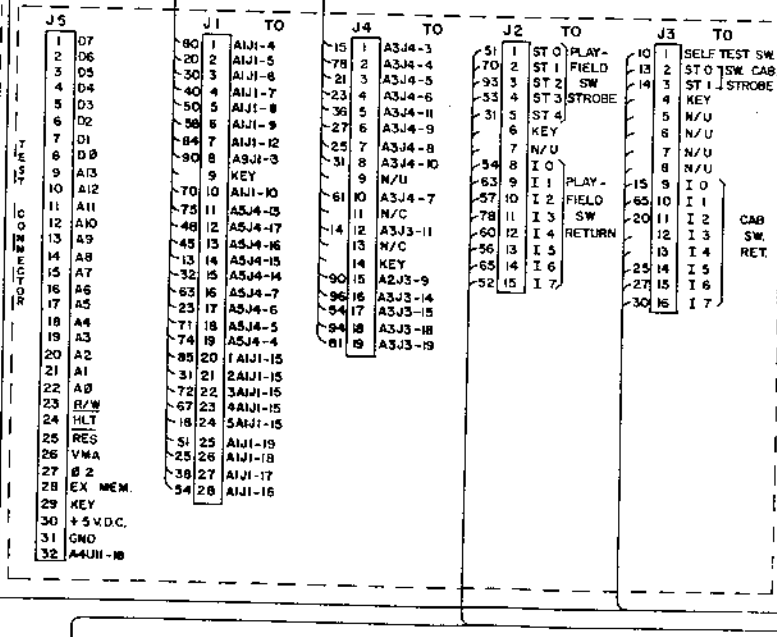 J5
1 D7
2 D6
3 D5
4 D4
5 D3
6 D2
7 D1
8 DØ
9 A13
10 A12
11 A11
12 A10
13 A9
14 A8
15 A7
16 A6
17 A5
18 A4
19 A3
20 A2
21 A1
22 AØ
23 R/W
24 HLT
25 RES
26 VMA
27 Ø2
28 EX MEM.
29 KEY
30 +5 V.D.C.
31 GND
32 A4U11-18
TEST CONNECTOR
J1 TO
80 1 A1J1-4
20 2 A1J1-5
30 3 A1J1-6
40 4 A1J1-7
50 5 A1J1-8
58 6 A1J1-9
84 7 A1J1-12
90 8 A9J1-3
9 KEY
70 10 A1J1-10
75 11 A5J4-13
48 12 A5J4-17
45 13 A5J4-16
13 14 A5J4-15
32 15 A5J4-14
63 16 A5J4-7
23 17 A5J4-6
71 18 A5J4-5
74 19 A5J4-4
85 20 1A1J1-15
31 21 2A1J1-15
72 22 3A1J1-15
67 23 4A1J1-15
18 24 5A1J1-15
51 25 A1J1-19
25 26 A1J1-18
38 27 A1J1-17
54 28 A1J1-16
J4 TO
15 1 A3J4-3
78 2 A3J4-4
21 3 A3J4-5
23 4 A3J4-6
36 5 A3J4-11
27 6 A3J4-9
25 7 A3J4-8
31 8 A3J4-10
9 N/U
61 10 A3J4-7
11 N/C
14 12 A3J3-11
13 N/C
14 KEY
90 15 A2J3-9
96 16 A3J3-14
54 17 A3J3-15
94 18 A3J3-18
81 19 A3J3-19
J2 TO
51 1 ST 0
70 2 ST 1
93 3 ST 2
53 4 ST 3
31 5 ST 4
PLAY-
FIELD
SW
STROBE
6 KEY
7 N/U
54 8 I 0
63 9 I 1
57 10 I 2
78 11 I 3
60 12 I 4
56 13 I 5
65 14 I 6
52 15 I 7
PLAY-
FIELD
SW
RETURN
J3 TO
10 1 SELF TEST SW.
13 2 ST 0
14 3 ST 1
SW. CAB
STROBE
4 KEY
5 N/U
6 N/U
7 N/U
8 N/U
15 9 I 0
65 10 I 1
20 11 I 2
12 I 3
13 I 4
25 14 I 5
27 15 I 6
30 16 I 7
CAB
SW.
RET.